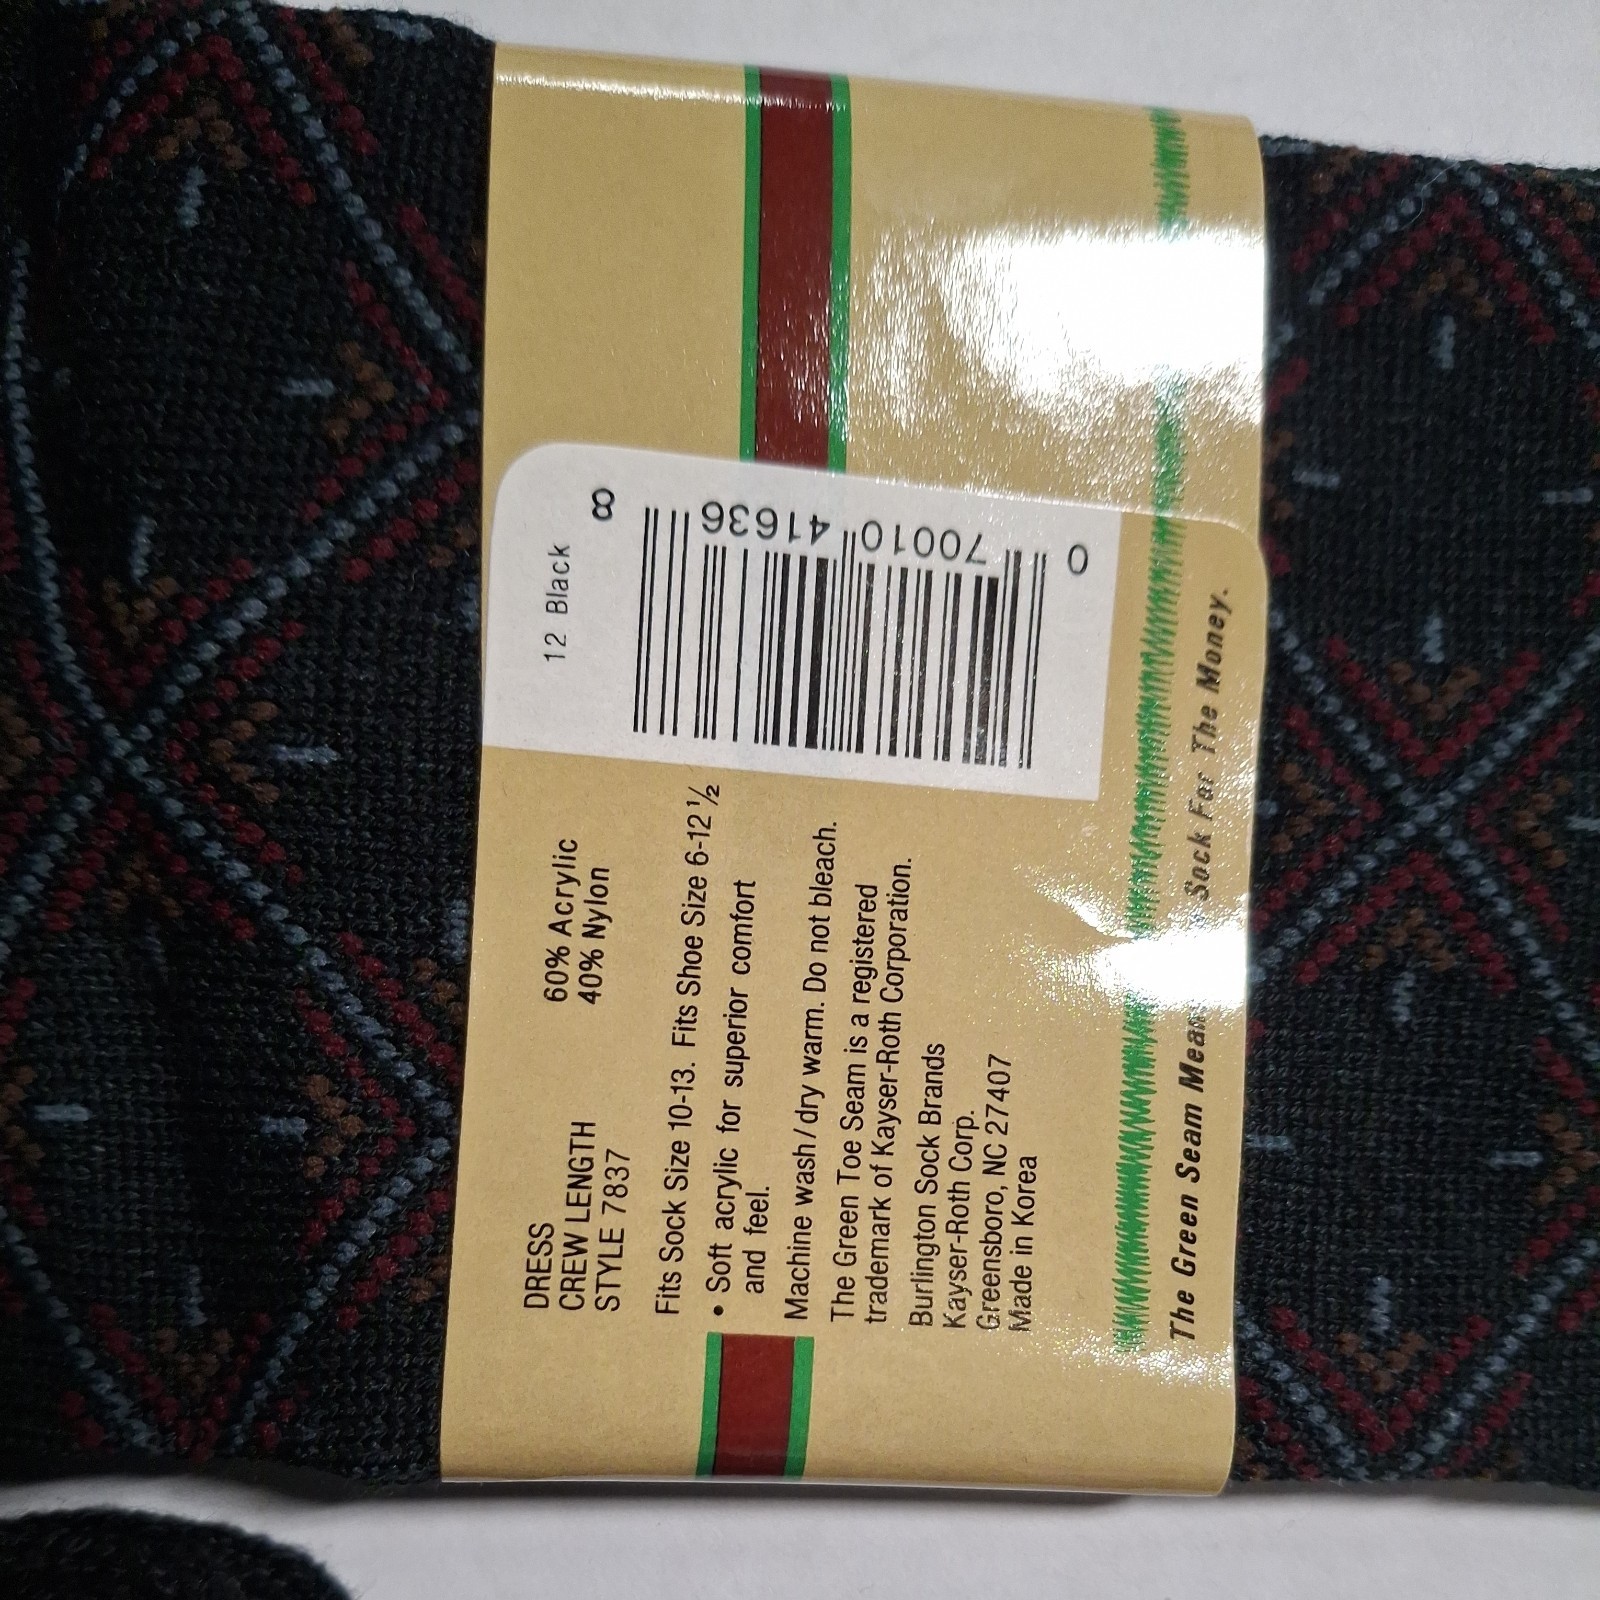 DRESS
CREW LENGTH
STYLE 7837
60% Acrylic
40% Nylon
Fits Sock Size 10-13. Fits Shoe Size 6-12 ½
• Soft acrylic for superior comfort
and feel.
Machine wash/dry warm. Do not bleach.
The Green Toe Seam is a registered
trademark of Kayser-Roth Corporation.
Burlington Sock Brands
Kayser-Roth Corp.
Greensboro, NC 27407
Made in Korea
12 Black
0 70010 41636 8
The Green Seam Sock For The Money.